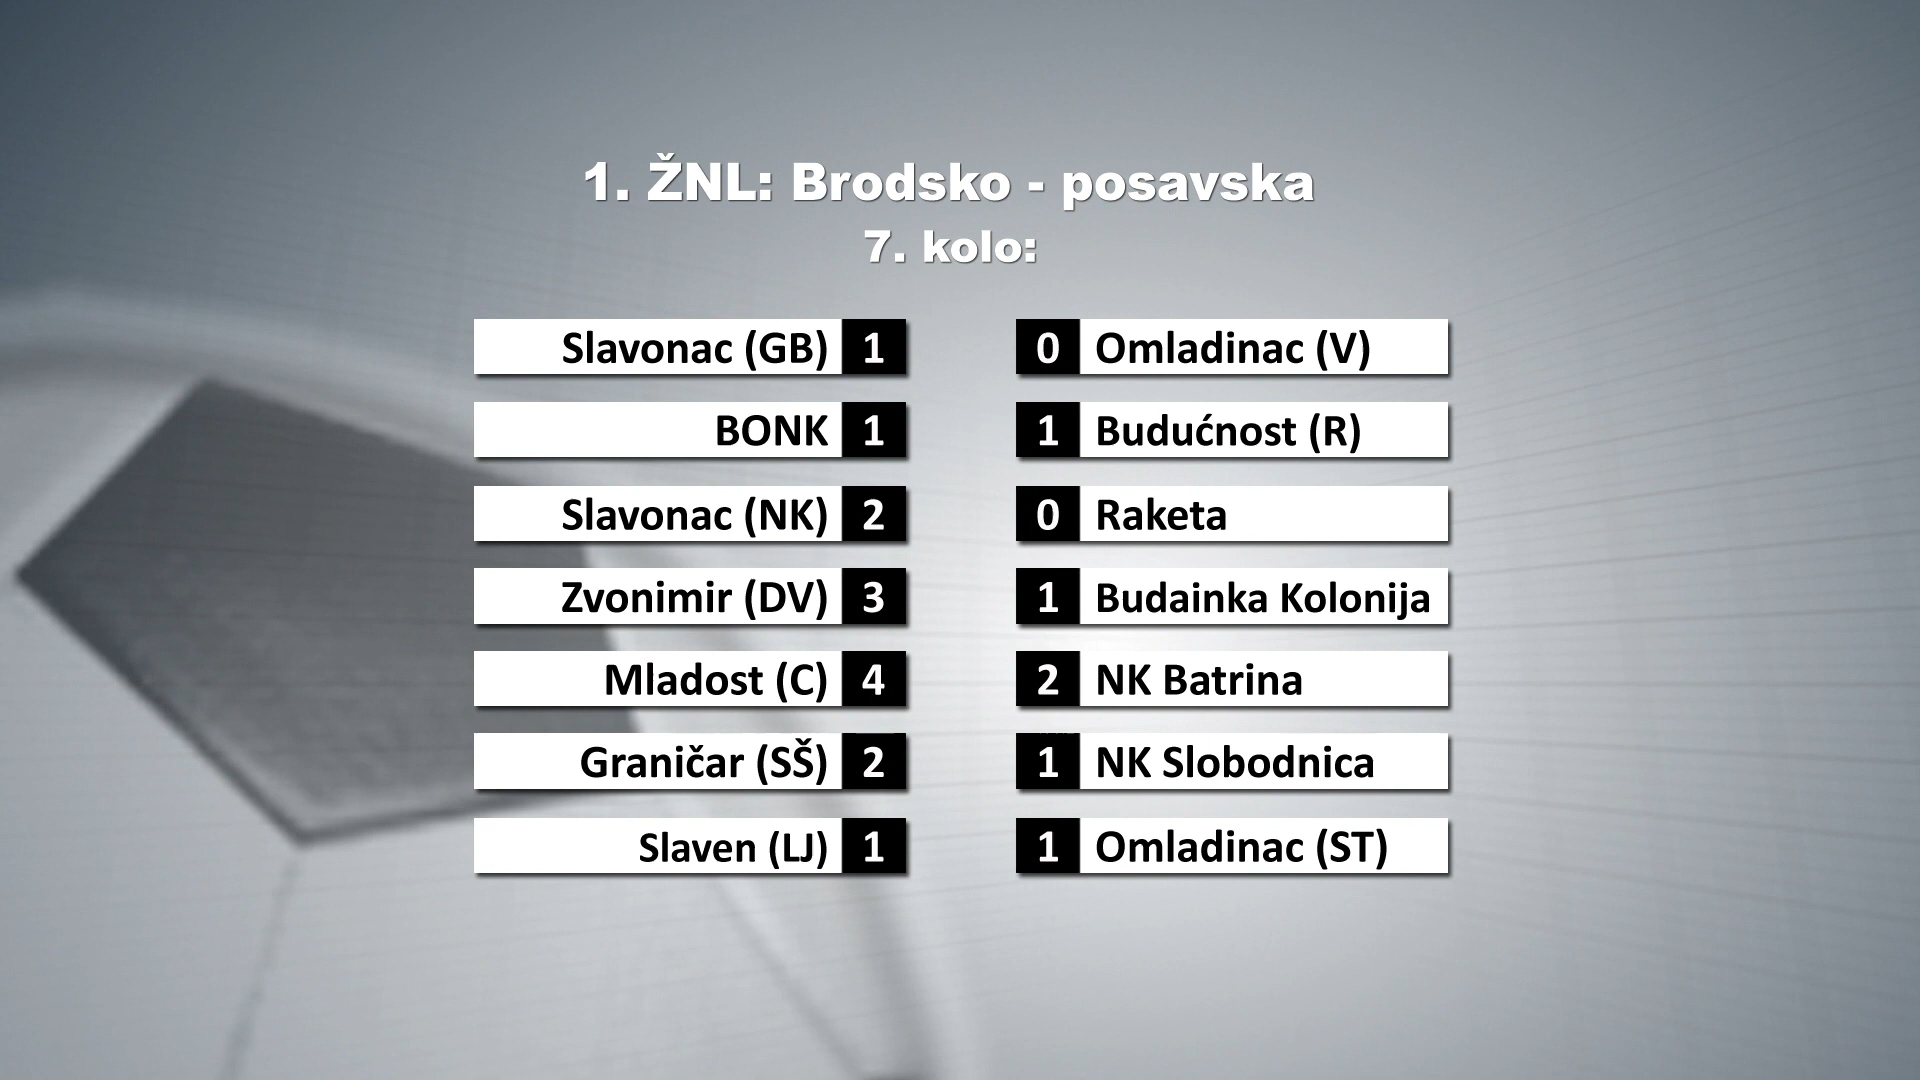 1. ŽNL: Brodsko - posavska
7. kolo:
Slavonac (GB) 1 0 Omladinac (V)
BONK 1 1 Budućnost (R)
Slavonac (NK) 2 0 Raketa
Zvonimir (DV) 3 1 Budainka Kolonija
Mladost (C) 4 2 NK Batrina
Graničar (SŠ) 2 1 NK Slobodnica
Slaven (LJ) 1 1 Omladinac (ST)